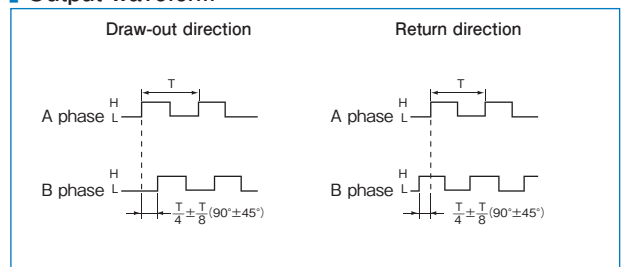 Output waveform
Draw-out direction Return direction
T T
H H
A phase L A phase L
H H
B phase L B phase L
T/4±T/8(90°±45°) T/4±T/8(90°±45°)